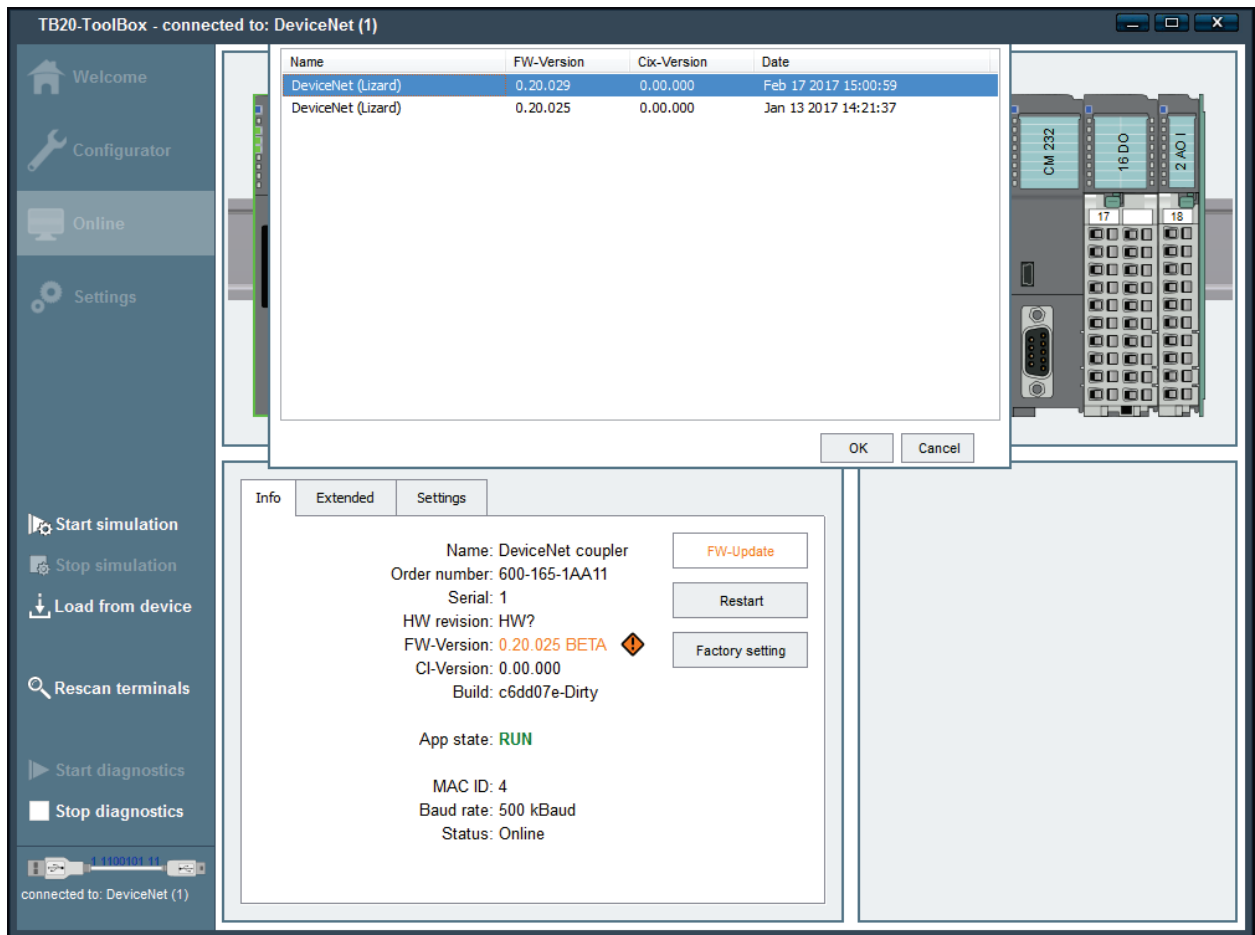 TB20-ToolBox - connected to: DeviceNet (1)
Welcome
Configurator
Online
Settings
Name FW-Version Cix-Version Date
DeviceNet (Lizard) 0.20.029 0.00.000 Feb 17 2017 15:00:59
DeviceNet (Lizard) 0.20.025 0.00.000 Jan 13 2017 14:21:37
OK Cancel
CM 232
16 DO
2 AO I
17
18
Start simulation
Stop simulation
Load from device
Rescan terminals
Start diagnostics
Stop diagnostics
1 1100101 11
connected to: DeviceNet (1)
Info Extended Settings
Name: DeviceNet coupler
Order number: 600-165-1AA11
Serial: 1
HW revision: HW?
FW-Version: 0.20.025 BETA
CI-Version: 0.00.000
Build: c6dd07e-Dirty
App state: RUN
MAC ID: 4
Baud rate: 500 kBaud
Status: Online
FW-Update
Restart
Factory setting